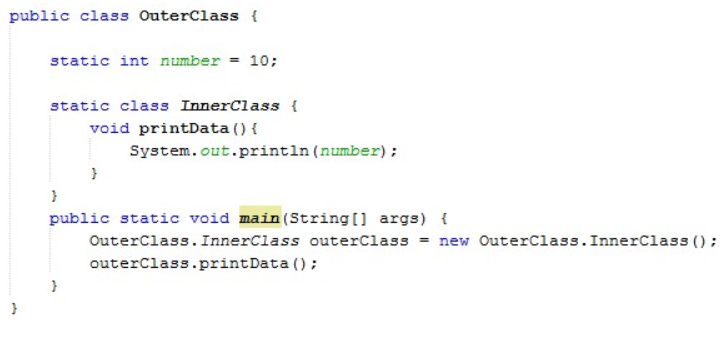 public class OuterClass {
static int number = 10;
static class InnerClass {
void printData(){
System.out.println(number);
}
}
public static void main(String[] args) {
OuterClass.InnerClass outerClass = new OuterClass.InnerClass();
outerClass.printData();
}
}